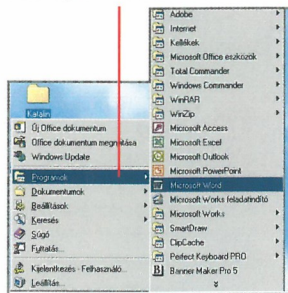 Katalin
Új Office dokumentum
Office dokumentum megnyitása
Windows Update
Programok
Dokumentumok
Beállítások
Keresés
Súgó
Futtatás...
Kijelentkezés - Felhasználó...
Leállítás...
Adobe
Internet
Kellékek
Microsoft Office eszközök
Total Commander
Windows Commander
WinRAR
WinZip
Microsoft Access
Microsoft Excel
Microsoft Outlook
Microsoft PowerPoint
Microsoft Word
Microsoft Works feladatindító
Microsoft Works
SmartDraw
ClipCache
Perfect Keyboard PRO
Banner Maker Pro 5